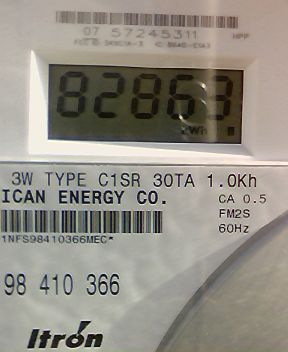 07 57245311 HPP
82863
3W TYPE C1SR 30TA 1.0Kh
ICAN ENERGY CO.
CA 0.5
FM2S
60Hz
1NFS98410366MEC*
98 410 366
Itron